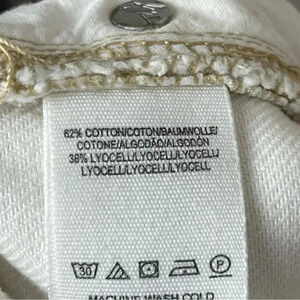 62% COTTON/COTON/BAUMWOLLE/
COTONE/ALGODÃO/ALGODÓN
38% LYOCELL/LYOCELL/LYOCELL/
LYOCELL/LYOCELL/LYOCELL
30
P
MACHINE WASH COLD